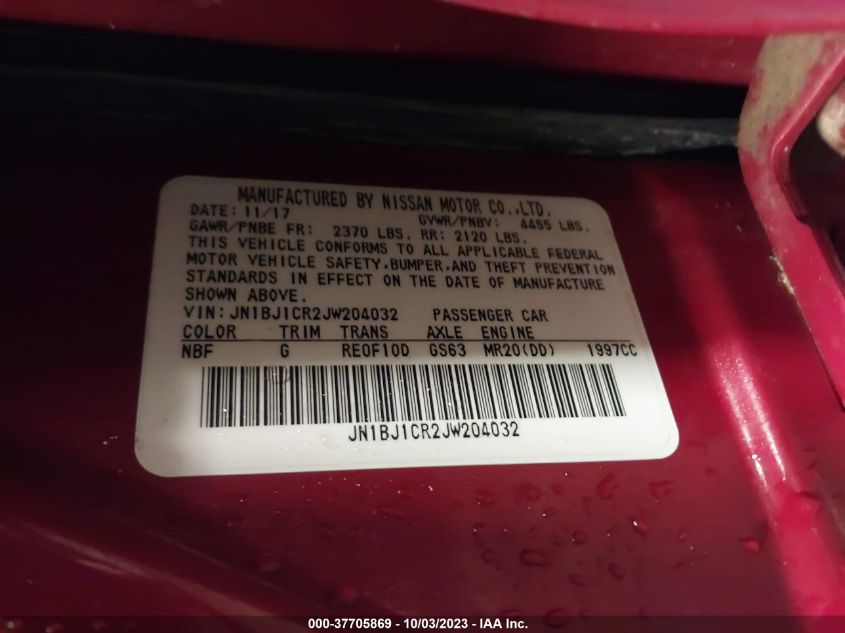 MANUFACTURED BY NISSAN MOTOR CO.,LTD.
DATE: 11/17 GVWR/PNBV: 4455 LBS.
GAWR/PNBE FR: 2370 LBS. RR: 2120 LBS.
THIS VEHICLE CONFORMS TO ALL APPLICABLE FEDERAL
MOTOR VEHICLE SAFETY,BUMPER,AND THEFT PREVENTION
STANDARDS IN EFFECT ON THE DATE OF MANUFACTURE
SHOWN ABOVE.
VIN:JN1BJ1CR2JW204032 PASSENGER CAR
COLOR TRIM TRANS AXLE ENGINE
NBF G RE0F10D GS63 MR20(DD) 1997CC
JN1BJ1CR2JW204032
000-37705869 - 10/03/2023 - IAA Inc.